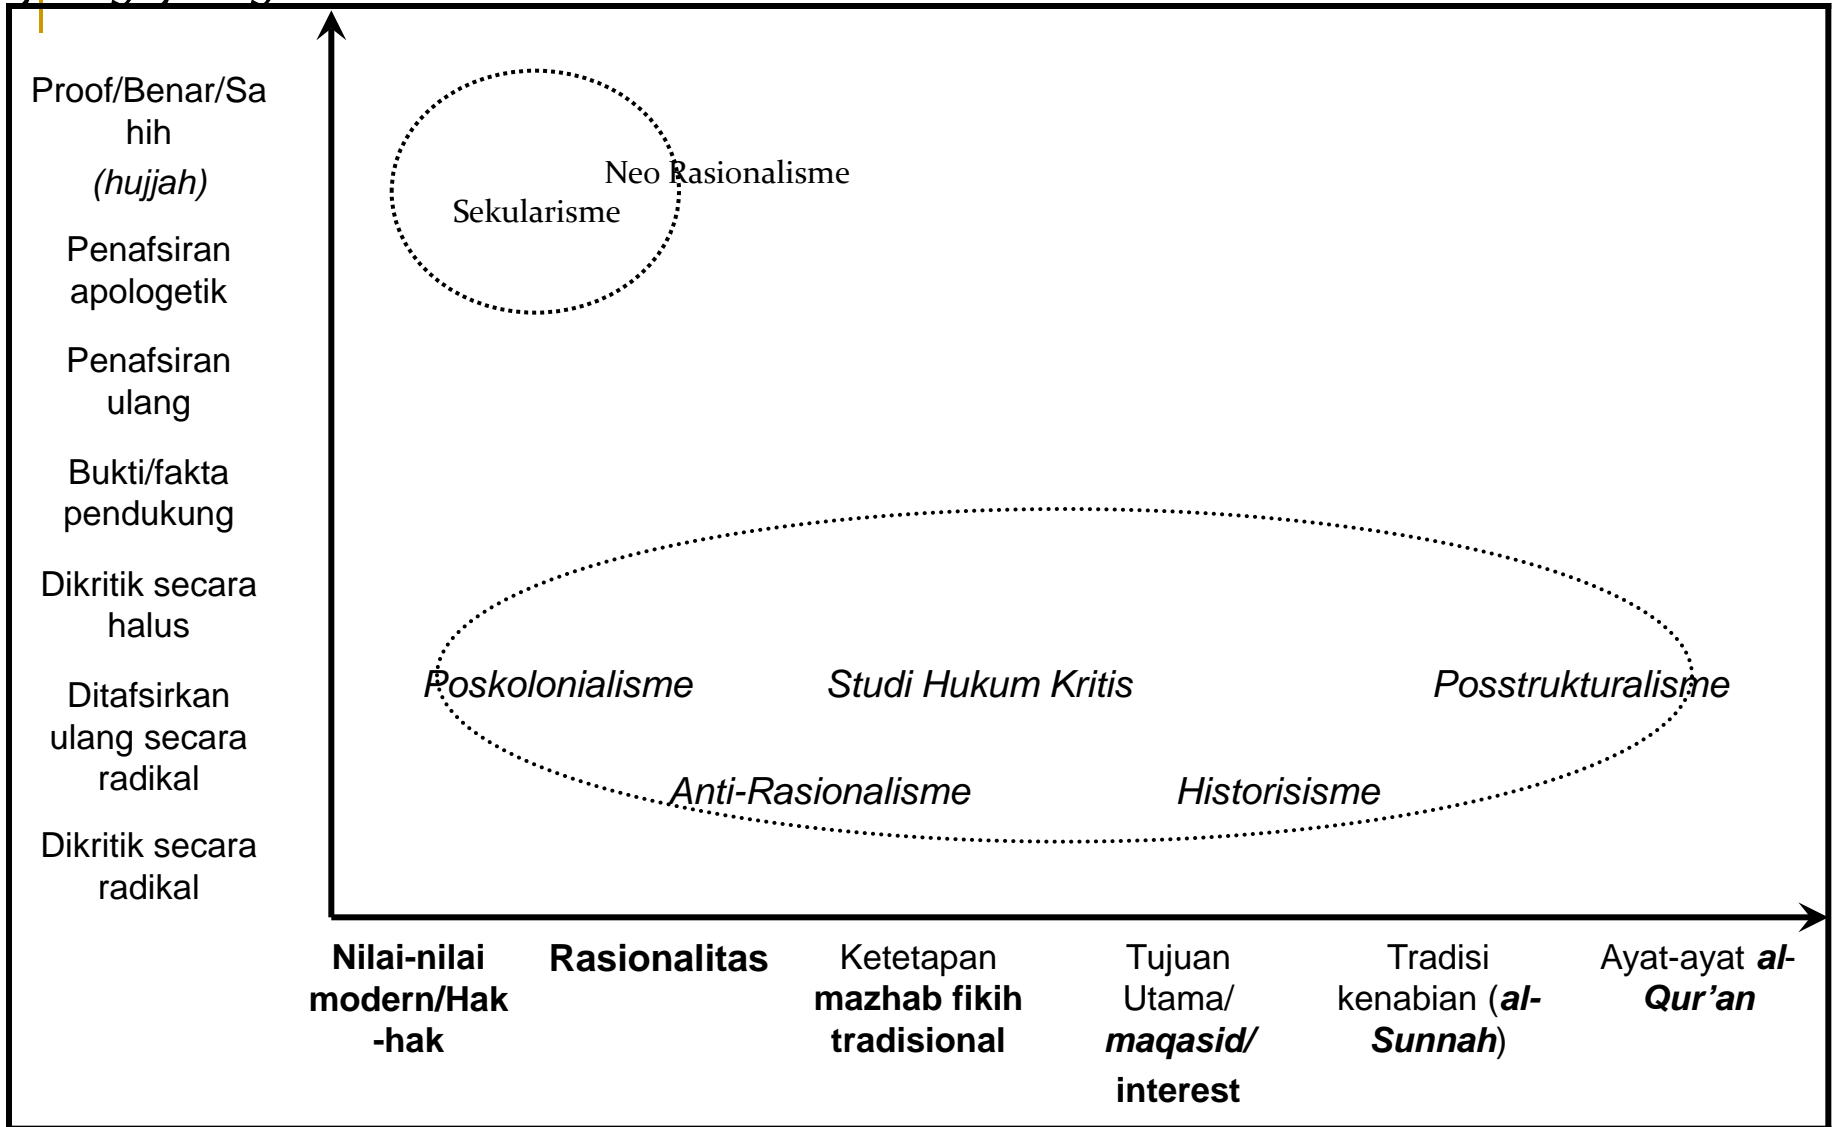 Proof/Benar/Sa
hih
(hujjah)
Penafsiran
apologetik
Penafsiran
ulang
Bukti/fakta
pendukung
Dikritik secara
halus
Ditafsirkan
ulang secara
radikal
Dikritik secara
radikal
Neo Rasionalisme
Sekularisme
Poskolonialisme
Studi Hukum Kritis
Posstrukturalisme
Anti-Rasionalisme
Historisisme
Nilai-nilai
modern/Hak
-hak
Rasionalitas
Ketetapan
mazhab fikih
tradisional
Tujuan
Utama/
maqasid/
interest
Tradisi
kenabian (al-
Sunnah)
Ayat-ayat al-
Qur’an